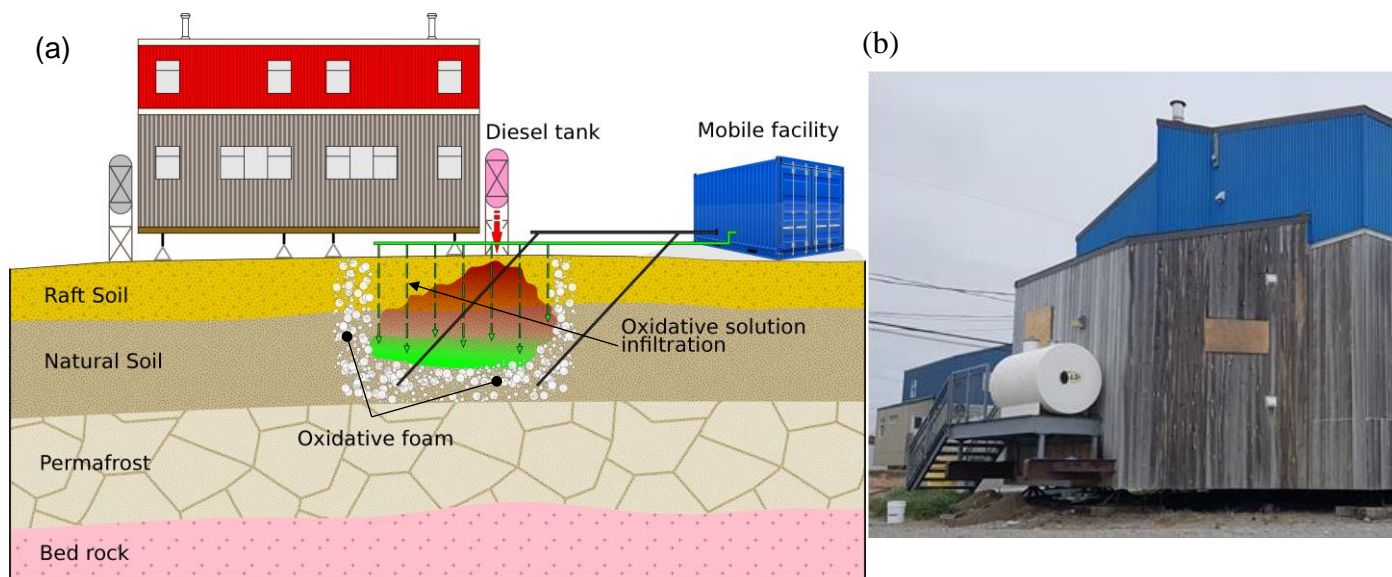 (a)
(b)
Diesel tank
Mobile facility
Raft Soil
Oxidative solution
infiltration
Natural Soil
Oxidative foam
Permafrost
Bed rock